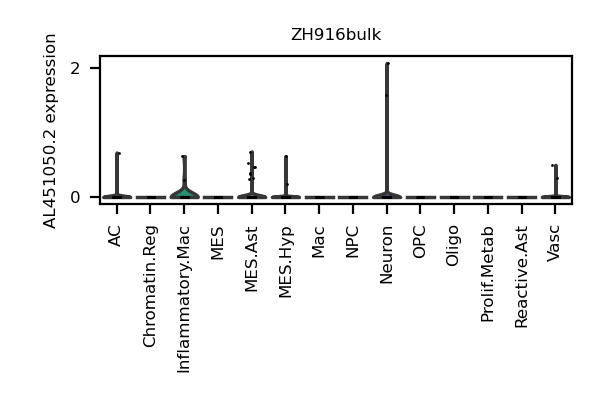 ZH916bulk
AL451050.2 expression
2
0
AC
Chromatin.Reg
Inflammatory.Mac
MES
MES.Ast
MES.Hyp
Mac
NPC
Neuron
OPC
Oligo
Prolif.Metab
Reactive.Ast
Vasc